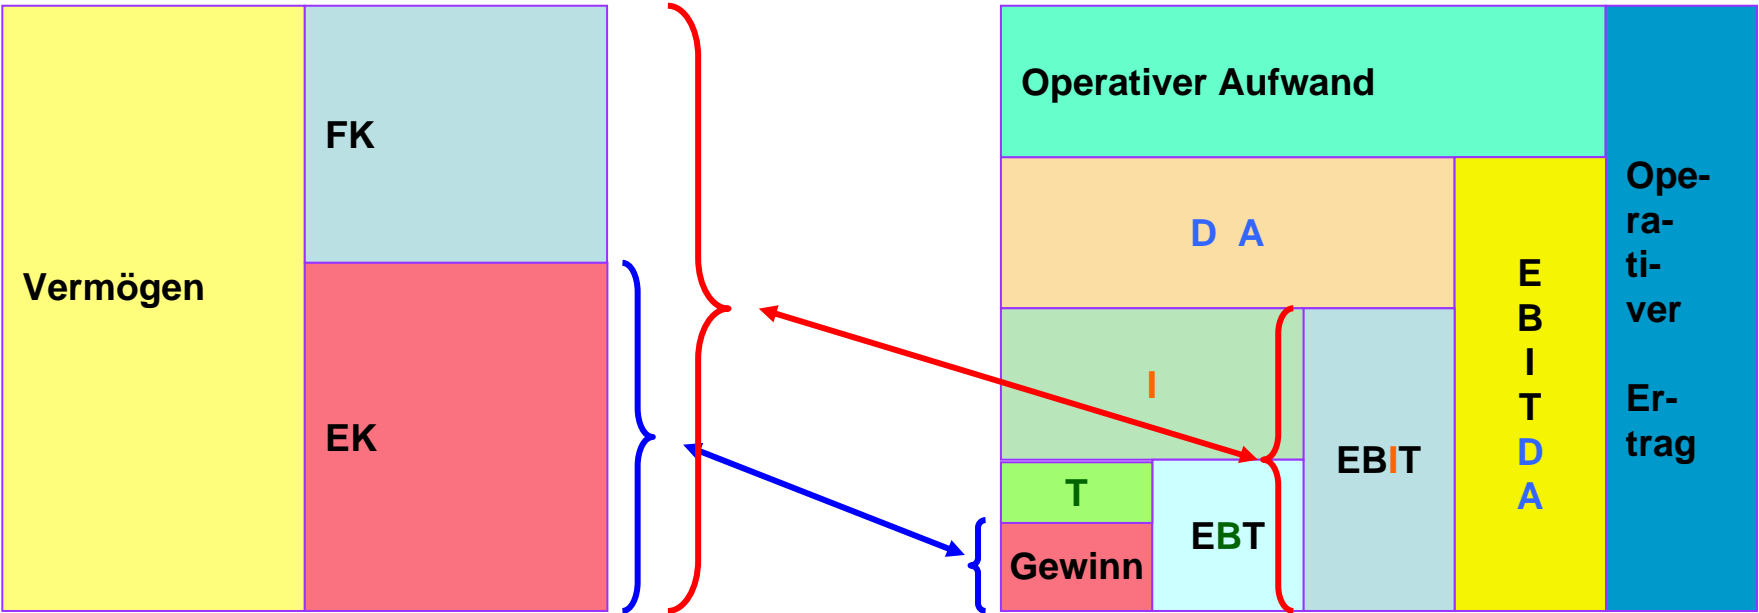 Vermögen
FK
EK
Operativer Aufwand
D A
I
T
Gewinn
EBT
EBIT
E
B
I
T
D
A
Ope-
ra-
ti-
ver
Er-
trag